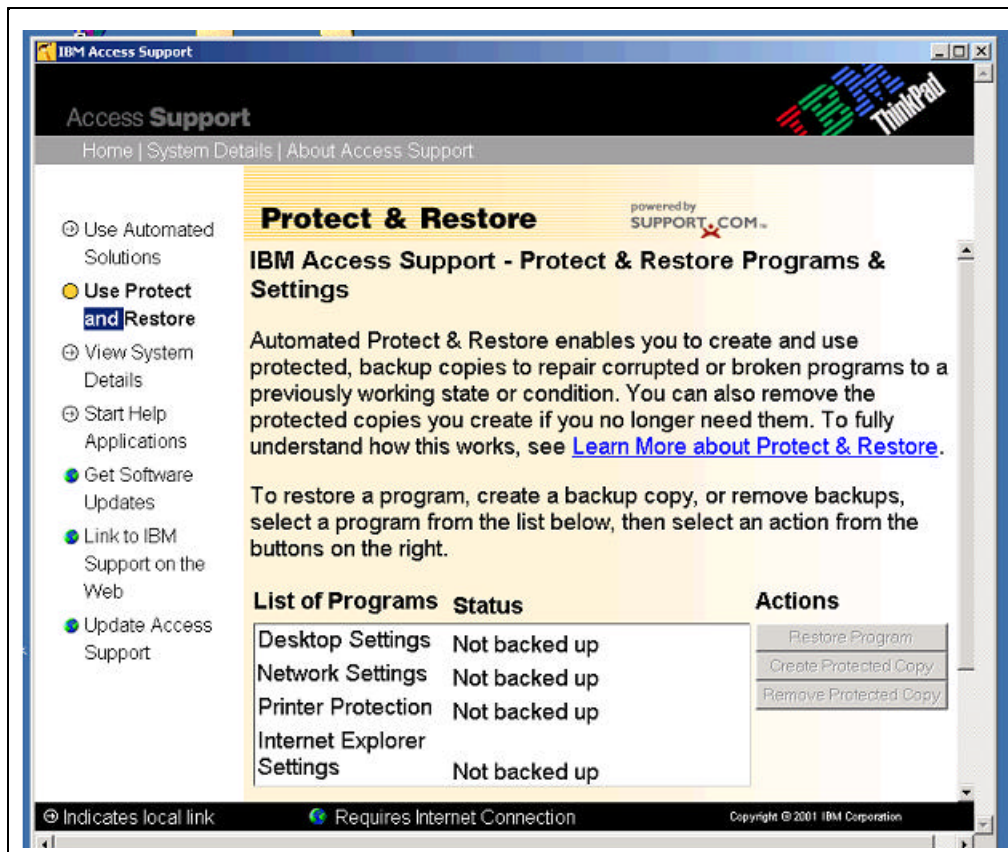 IBM Access Support
Access Support
IBM ThinkPad
Home | System Details | About Access Support
Use Automated
Solutions
Use Protect
and Restore
View System
Details
Start Help
Applications
Get Software
Updates
Link to IBM
Support on the
Web
Update Access
Support
Protect & Restore
powered by
SUPPORT.COM™
IBM Access Support - Protect & Restore Programs &
Settings
Automated Protect & Restore enables you to create and use
protected, backup copies to repair corrupted or broken programs to a
previously working state or condition. You can also remove the
protected copies you create if you no longer need them. To fully
understand how this works, see Learn More about Protect & Restore.
To restore a program, create a backup copy, or remove backups,
select a program from the list below, then select an action from the
buttons on the right.
List of Programs Status Actions
Desktop Settings Not backed up
Network Settings Not backed up
Printer Protection Not backed up
Internet Explorer
Settings Not backed up
Restore Program
Create Protected Copy
Remove Protected Copy
Indicates local link Requires Internet Connection Copyright © 2001 IBM Corporation